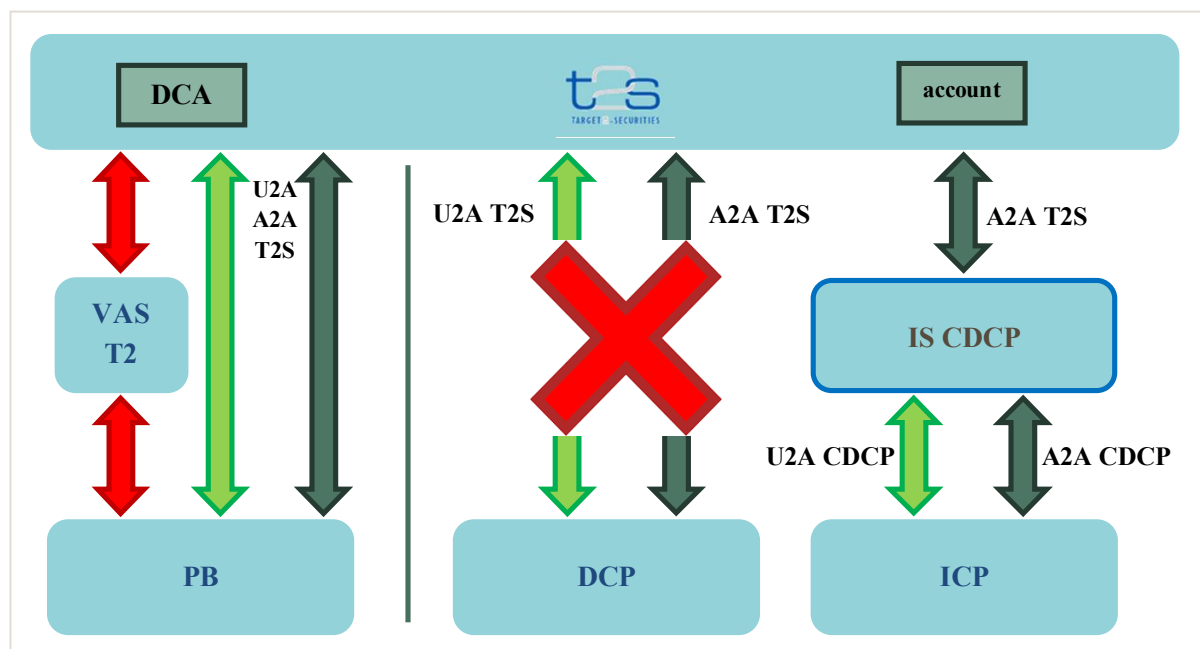 DCA
t2s
TARGET2-SECURITIES
account
U2A
A2A
T2S
U2A T2S
A2A T2S
A2A T2S
VAS
T2
IS CDCP
U2A CDCP
A2A CDCP
PB
DCP
ICP